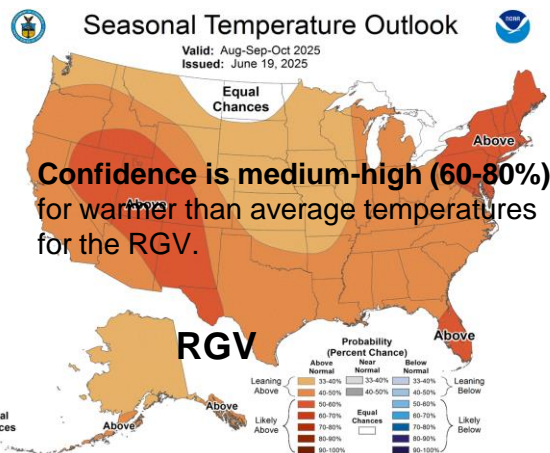 Seasonal Temperature Outlook
Valid: Aug-Sep-Oct 2025
Issued: June 19, 2025
NOAA
Equal
Chances
Above
Confidence is medium-high (60-80%)
for warmer than average temperatures
for the RGV.
Above
RGV
Above
Above
Above
al
ces
Probability
(Percent Chance)
Above Normal
Near Normal
Below Normal
Leaning Above
33-40% 33-40% 33-40%
40-50% 40-50% 40-50%
Leaning Below
Likely Above
50-60% 50-60%
60-70% 60-70%
70-80% 70-80%
80-90% 80-90%
90-100% 90-100%
Equal Chances
Likely Below